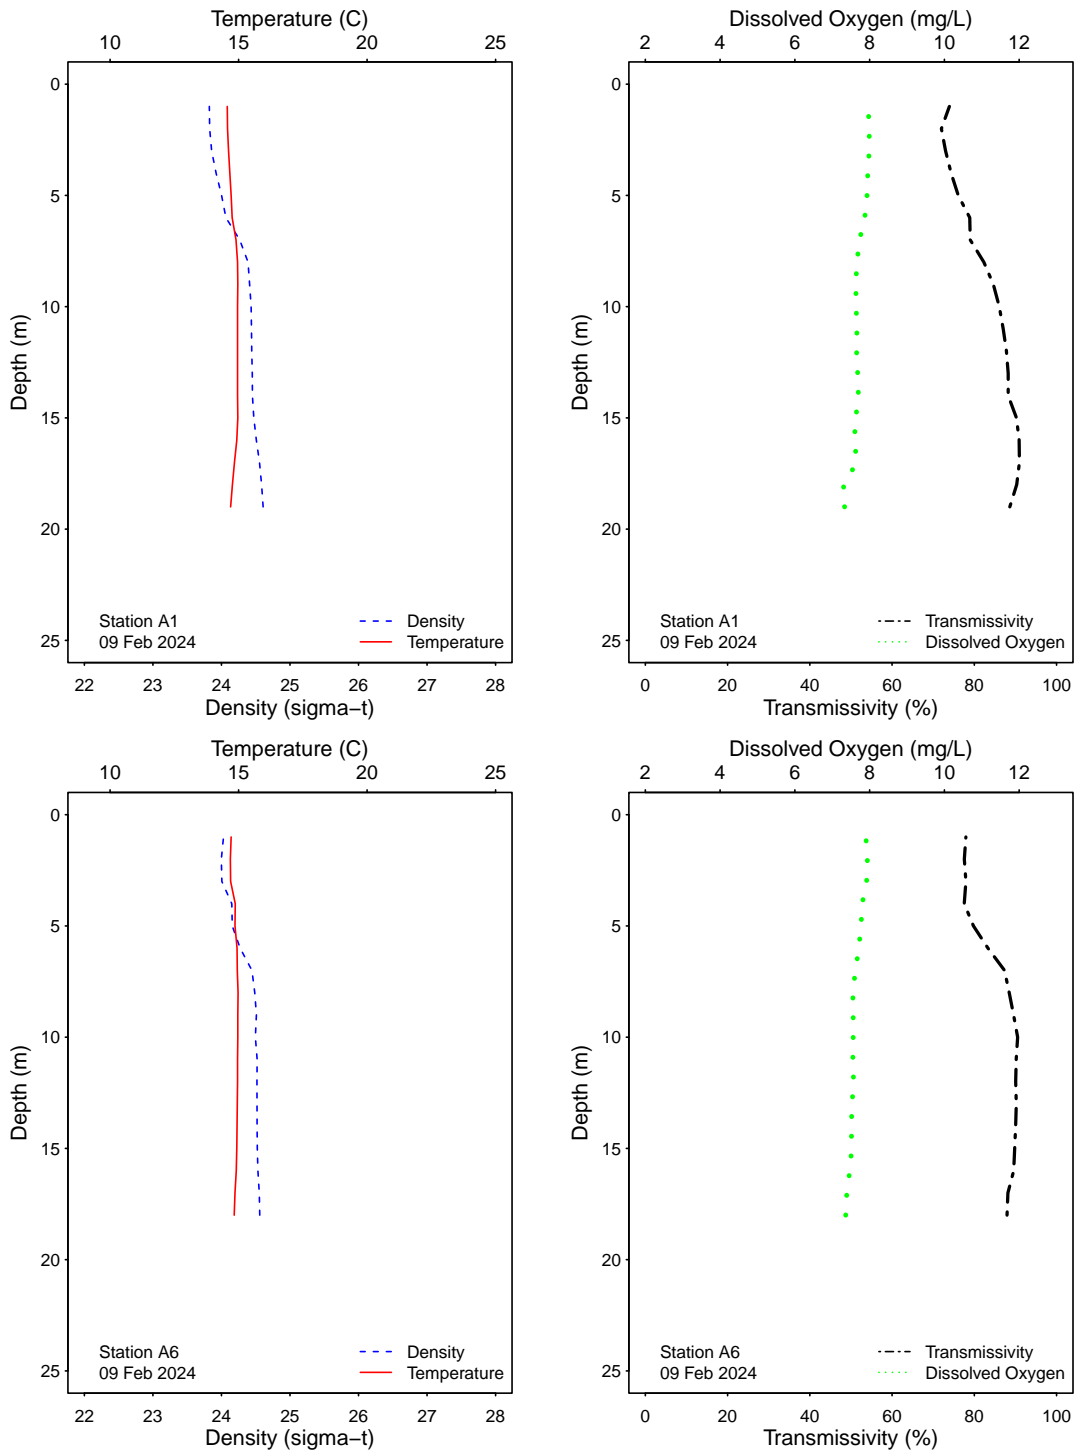 Temperature (C)
10 15 20 25
0
5
10
15
20
25
Depth (m)
Station A1
09 Feb 2024
Density
Temperature
22 23 24 25 26 27 28
Density (sigma−t)
Dissolved Oxygen (mg/L)
2 4 6 8 10 12
0
5
10
15
20
25
Depth (m)
Station A1
09 Feb 2024
Transmissivity
Dissolved Oxygen
0 20 40 60 80 100
Transmissivity (%)
Temperature (C)
10 15 20 25
0
5
10
15
20
25
Depth (m)
Station A6
09 Feb 2024
Density
Temperature
22 23 24 25 26 27 28
Density (sigma−t)
Dissolved Oxygen (mg/L)
2 4 6 8 10 12
0
5
10
15
20
25
Depth (m)
Station A6
09 Feb 2024
Transmissivity
Dissolved Oxygen
0 20 40 60 80 100
Transmissivity (%)